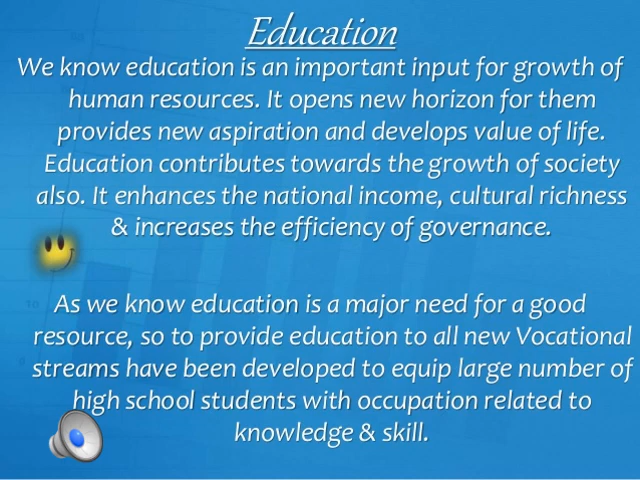 Education
We know education is an important input for growth of
human resources. It opens new horizon for them
provides new aspiration and develops value of life.
Education contributes towards the growth of society
also. It enhances the national income, cultural richness
& increases the efficiency of governance.
As we know education is a major need for a good
resource, so to provide education to all new Vocational
streams have been developed to equip large number of
high school students with occupation related to
knowledge & skill.